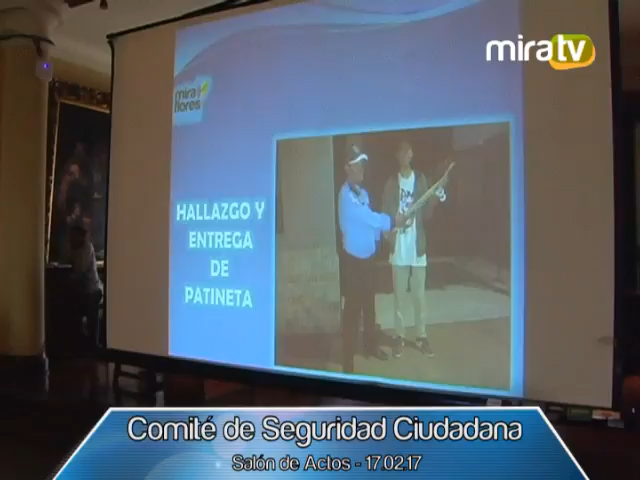 miratv
mira
flores
HALLAZGO Y
ENTREGA
DE
PATINETA
Comité de Seguridad Ciudadana
Salón de Actos - 17.02.17